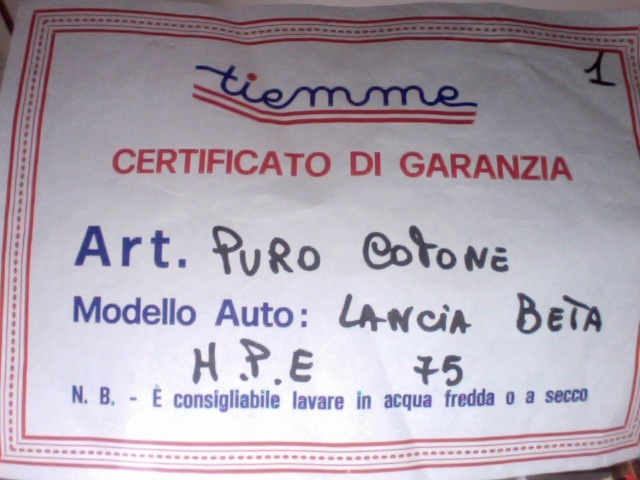 1
tiemme
CERTIFICATO DI GARANZIA
Art. PURO COTONE
Modello Auto: LANCIA BETA
H.P.E 75
N. B. - È consigliabile lavare in acqua fredda o a secco